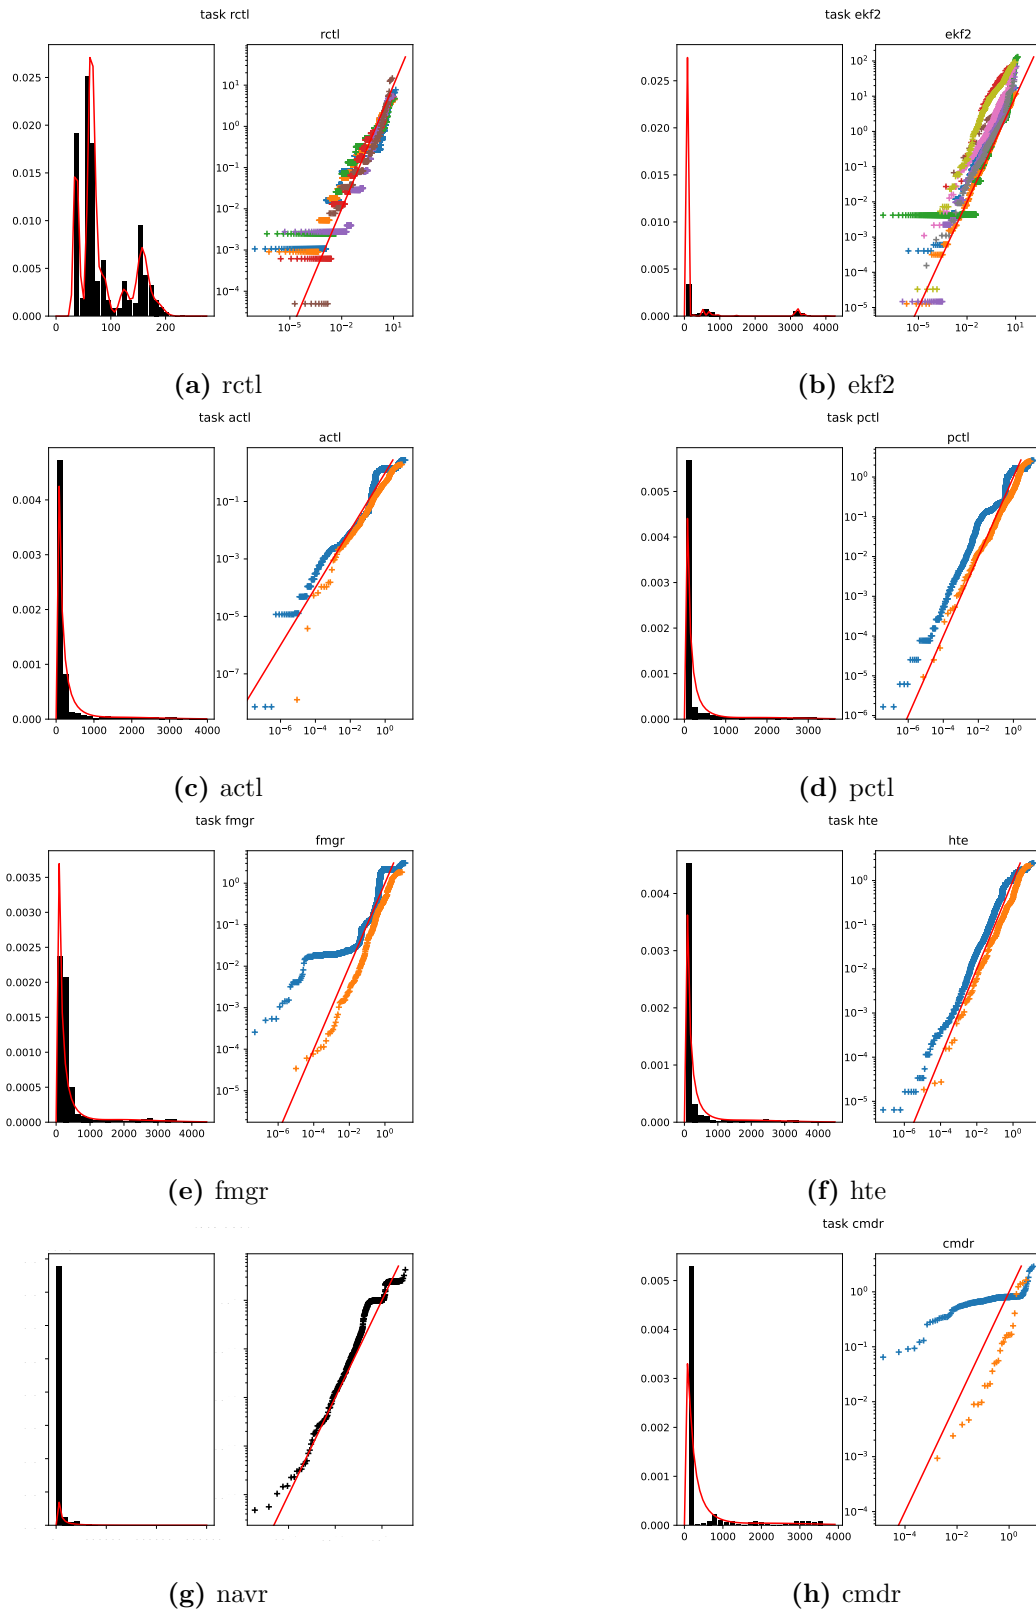 task rctl
rctl
0.025
0.020
0.015
0.010
0.005
0.000
0 100 200
10^1
10^0
10^-1
10^-2
10^-3
10^-4
10^-5 10^-2 10^1
(a) rctl
task ekf2
ekf2
0.025
0.020
0.015
0.010
0.005
0.000
0 1000 2000 3000 4000
10^2
10^1
10^0
10^-1
10^-2
10^-3
10^-4
10^-5
10^-5 10^-2 10^1
(b) ekf2
task actl
actl
0.004
0.003
0.002
0.001
0.000
0 1000 2000 3000 4000
10^-1
10^-3
10^-5
10^-7
10^-6 10^-4 10^-2 10^0
(c) actl
task pctl
pctl
0.005
0.004
0.003
0.002
0.001
0.000
0 1000 2000 3000
10^0
10^-1
10^-2
10^-3
10^-4
10^-5
10^-6
10^-6 10^-4 10^-2 10^0
(d) pctl
task fmgr
fmgr
0.0035
0.0030
0.0025
0.0020
0.0015
0.0010
0.0005
0.0000
0 1000 2000 3000 4000
10^0
10^-1
10^-2
10^-3
10^-4
10^-5
10^-6 10^-4 10^-2 10^0
(e) fmgr
task hte
hte
0.004
0.003
0.002
0.001
0.000
0 1000 2000 3000 4000
10^0
10^-1
10^-2
10^-3
10^-4
10^-5
10^-6 10^-4 10^-2 10^0
(f) hte
(g) navr
task cmdr
cmdr
0.005
0.004
0.003
0.002
0.001
0.000
0 1000 2000 3000 4000
10^0
10^-1
10^-2
10^-3
10^-4
10^-4 10^-2 10^0
(h) cmdr